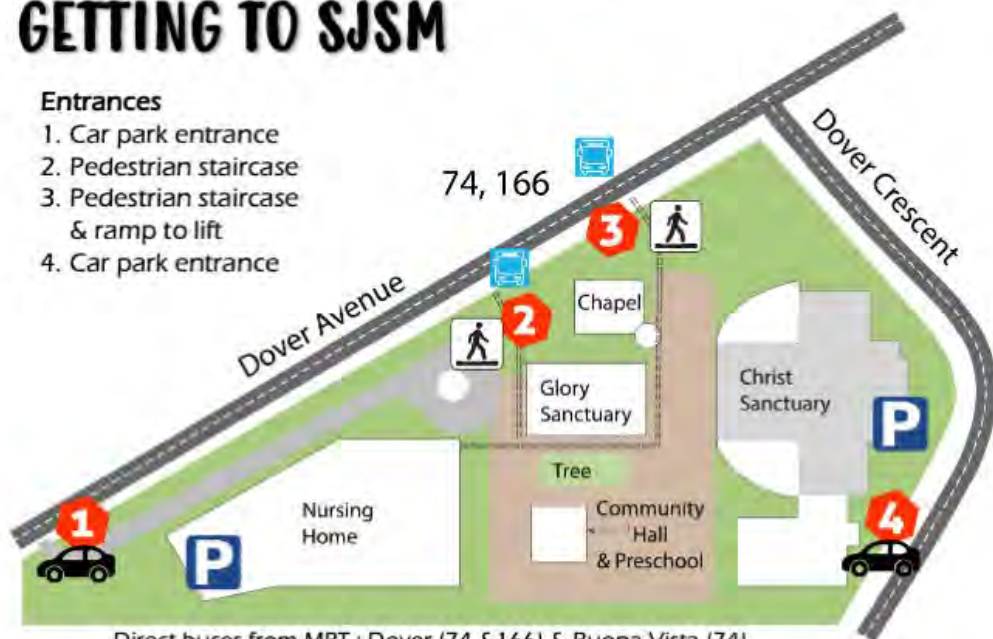 GETTING TO SJSM
Entrances
1. Car park entrance
2. Pedestrian staircase
3. Pedestrian staircase
& ramp to lift
4. Car park entrance
74, 166
Dover Avenue
Dover Crescent
3
2
Chapel
Glory
Sanctuary
Christ
Sanctuary
P
Tree
1
Nursing
Home
P
Community
Hall
& Preschool
4
Direct buses from MRT : Dover (74 & 166) & Buona Vista (74)